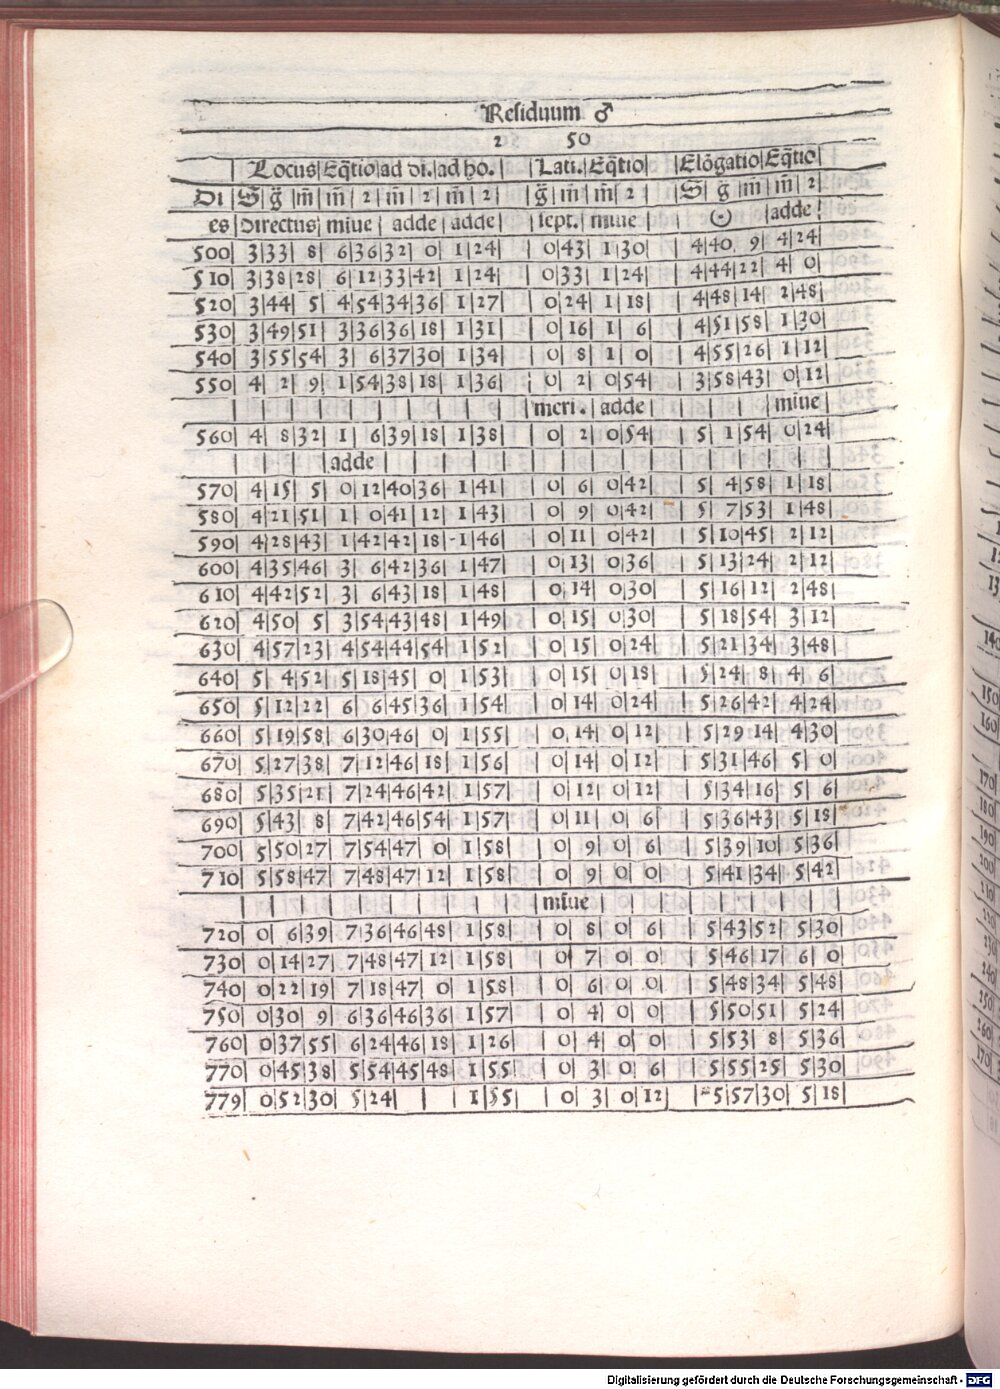 Residuum ♂
2 50
Locus|Eq̃tio|ad di.|ad ho. | Lati.|Eq̃tio | Elõgatio|Eq̃tio
Di |S̃|g̃|m̃|m̃|2|m̃|2|m̃|2| |g̃|m̃|m̃|2| |S̃|g̃|m̃|m̃|2
es |Directus|miue|adde|adde| |sept.|miue| | ☉ |adde|
500| 3|33| 8| 6|36|32| 0| 1|24| |0|43| 1|30| |4|40 9| 4|24|
510| 3|38|28| 6|12|33|42| 1|24| |0|33| 1|24| |4|44|22| 4| 0|
520| 3|44| 5| 4|54|34|36| 1|27| |0|24| 1|18| |4|48|14| 2|48|
530| 3|49|51| 3|36|36|18| 1|31| |0|16| 1| 6| |4|51|58| 1|30|
540| 3|55|54| 3| 6|37|30| 1|34| |0| 8| 1| 0| |4|55|26| 1|12|
550| 4| 2| 9| 1|54|38|18| 1|36| |0| 2| 0|54| |3|58|43| 0|12|
|meri.|adde| |miue|
560| 4| 8|32| 1| 6|39|18| 1|38| |0| 2| 0|54| |5| 1|54| 0|24|
|adde|
570| 4|15| 5| 0|12|40|36| 1|41| |0| 6| 0|42| |5| 4|58| 1|18|
580| 4|21|51| 1| 0|41|12| 1|43| |0| 9| 0|42| |5| 7|53| 1|48|
590| 4|28|43| 1|42|42|18| 1|46| |0|11| 0|42| |5|10|45| 2|12|
600| 4|35|46| 3| 6|42|36| 1|47| |0|13| 0|36| |5|13|24| 2|12|
610| 4|42|52| 3| 6|43|18| 1|48| |0|14| 0|30| |5|16|12| 2|48|
620| 4|50| 5| 3|54|43|48| 1|49| |0|15| 0|30| |5|18|54| 3|12|
630| 4|57|23| 4|54|44|54| 1|52| |0|15| 0|24| |5|21|34| 3|48|
640| 5| 4|52| 5|18|45| 0| 1|53| |0|15| 0|18| |5|24| 8| 4| 6|
650| 5|12|22| 6| 6|45|36| 1|54| |0|14| 0|24| |5|26|42| 4|24|
660| 5|19|58| 6|30|46| 0| 1|55| |0|14| 0|12| |5|29|14| 4|30|
670| 5|27|38| 7|12|46|18| 1|56| |0|14| 0|12| |5|31|46| 5| 0|
680| 5|35|21| 7|24|46|42| 1|57| |0|12| 0|12| |5|34|16| 5| 6|
690| 5|43| 8| 7|42|46|54| 1|57| |0|11| 0| 6| |5|36|43| 5|18|
700| 5|50|27| 7|54|47| 0| 1|58| |0| 9| 0| 6| |5|39|10| 5|36|
710| 5|58|47| 7|48|47|12| 1|58| |0| 9| 0| 0| |5|41|34| 5|42|
|miue|
720| 0| 6|39| 7|36|46|48| 1|58| |0| 8| 0| 6| |5|43|52| 5|30|
730| 0|14|27| 7|48|47|12| 1|58| |0| 7| 0| 0| |5|46|17| 6| 0|
740| 0|22|19| 7|18|47| 0| 1|58| |0| 6| 0| 0| |5|48|34| 5|48|
750| 0|30| 9| 6|36|46|36| 1|57| |0| 4| 0| 0| |5|50|51| 5|24|
760| 0|37|55| 6|24|46|18| 1|26| |0| 4| 0| 0| |5|53| 8| 5|36|
770| 0|45|38| 5|54|45|48| 1|55| |0| 3| 0| 6| |5|55|25| 5|30|
779| 0|52|30| 5|24| | | 1|55| |0| 3| 0|12| |5|57|30| 5|18|
Digitalisierung gefördert durch die Deutsche Forschungsgemeinschaft - DFG